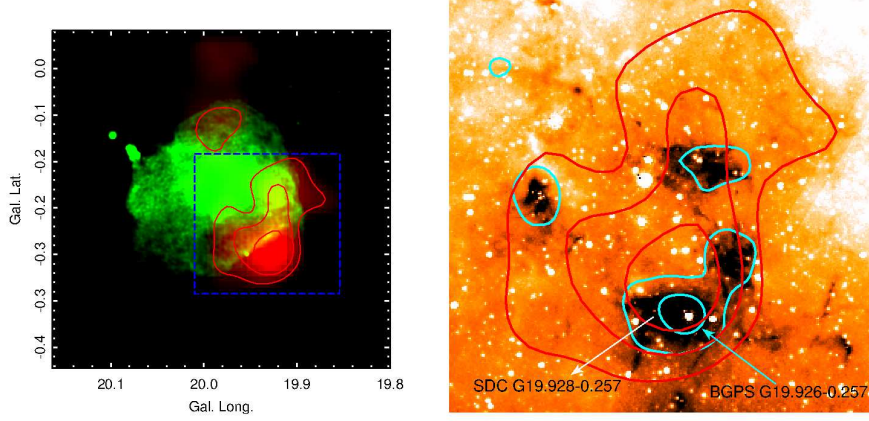 0.0
-0.1
-0.2
-0.3
-0.4
Gal. Lat.
20.1 20.0 19.9 19.8
Gal. Long.
SDC G19.928-0.257
BGPS G19.926-0.257